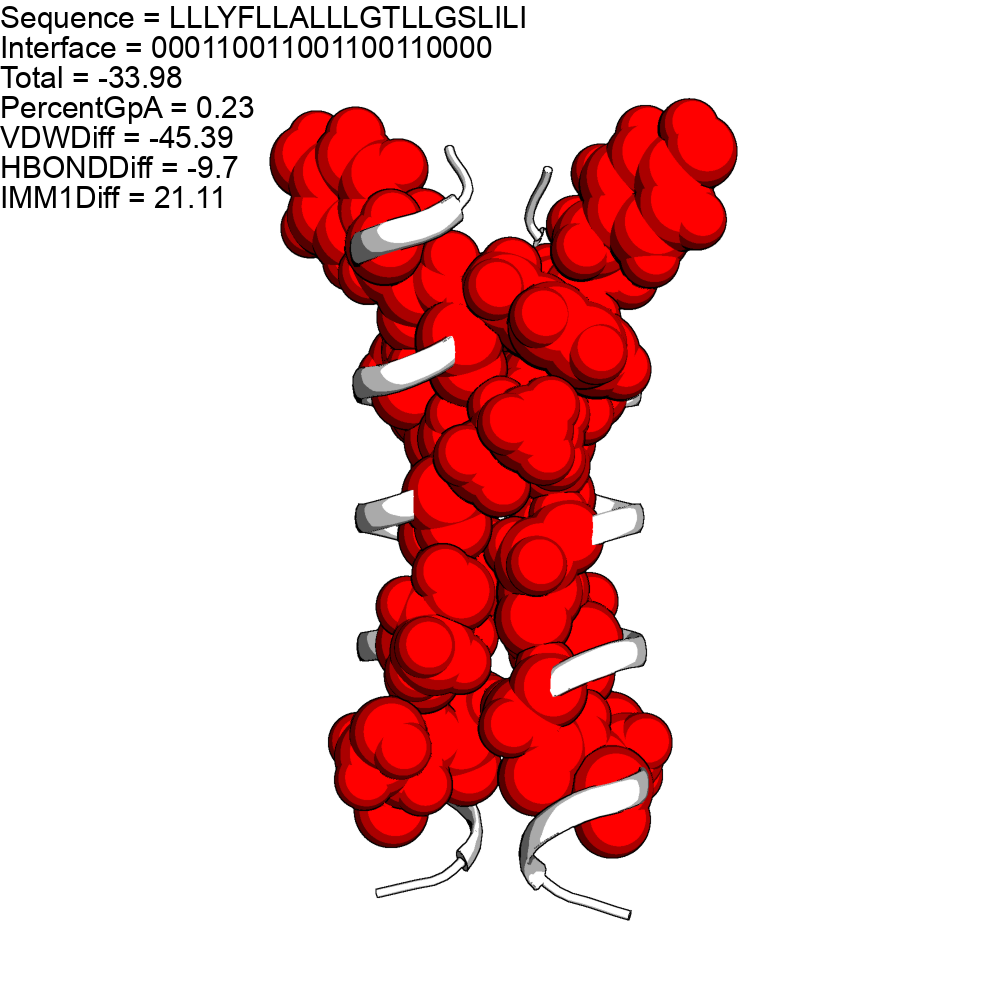 Sequence = LLLYFLLALLLGTLLGSLILI
Interface = 000110011001100110000
Total = -33.98
PercentGpA = 0.23
VDWDiff = -45.39
HBONDDiff = -9.7
IMM1Diff = 21.11